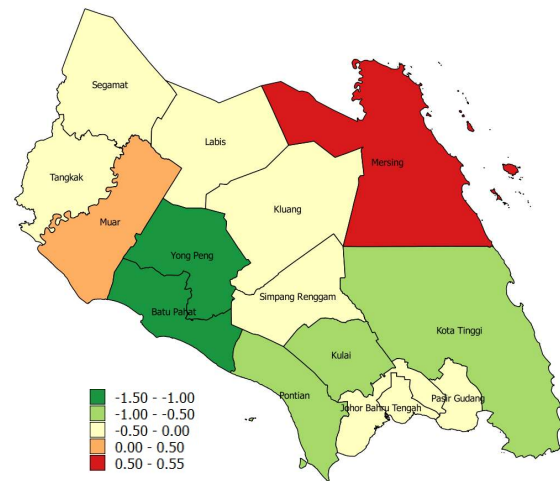 Segamat
Labis
Mersing
Tangkak
Muar
Kluang
Yong Peng
Simpang Renggam
Batu Pahat
Kota Tinggi
Kulai
Pontian
Pasir Gudang
Johor Bahru Tengah
-1.50 - -1.00
-1.00 - -0.50
-0.50 - 0.00
0.00 - 0.50
0.50 - 0.55